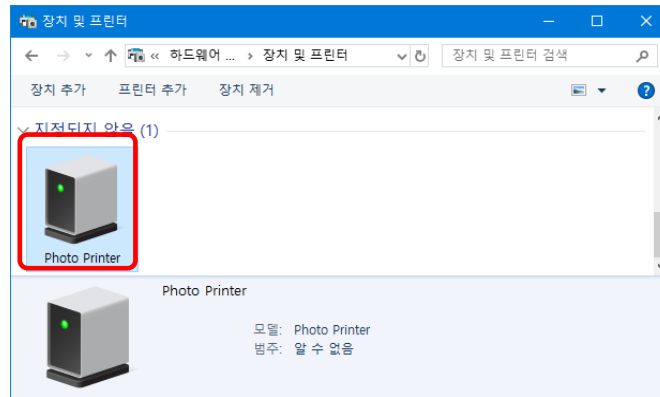 장치 및 프린터
« 하드웨어 ... › 장치 및 프린터
장치 및 프린터 검색
장치 추가 프린터 추가 장치 제거
지정되지 않음 (1)
Photo Printer
Photo Printer
모델: Photo Printer
범주: 알 수 없음